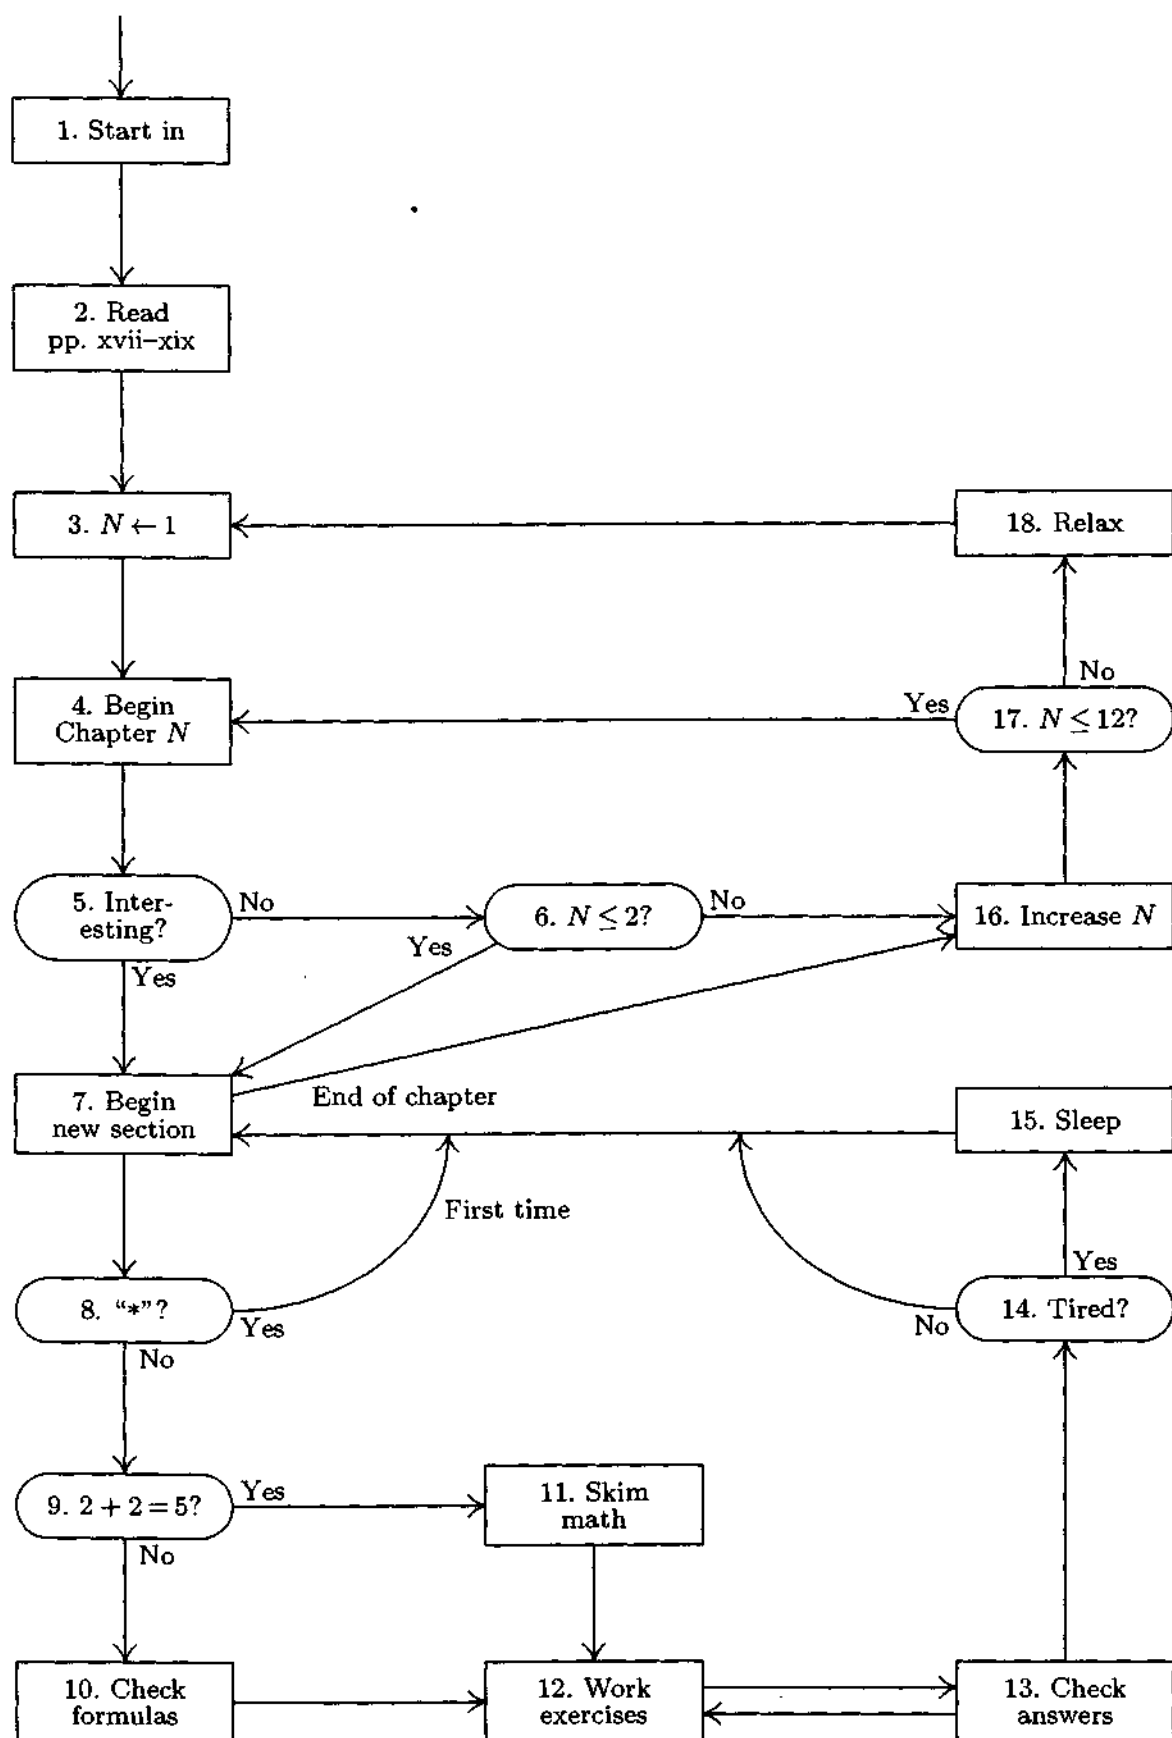 1. Start in
2. Read
pp. xvii–xix
3. N ← 1
18. Relax
No
4. Begin
Chapter N
Yes
17. N ≤ 12?
5. Inter-
esting?
No
6. N ≤ 2?
No
16. Increase N
Yes
Yes
7. Begin
new section
End of chapter
15. Sleep
First time
Yes
8. “*”?
Yes
No
14. Tired?
No
9. 2 + 2 = 5?
Yes
11. Skim
math
No
10. Check
formulas
12. Work
exercises
13. Check
answers